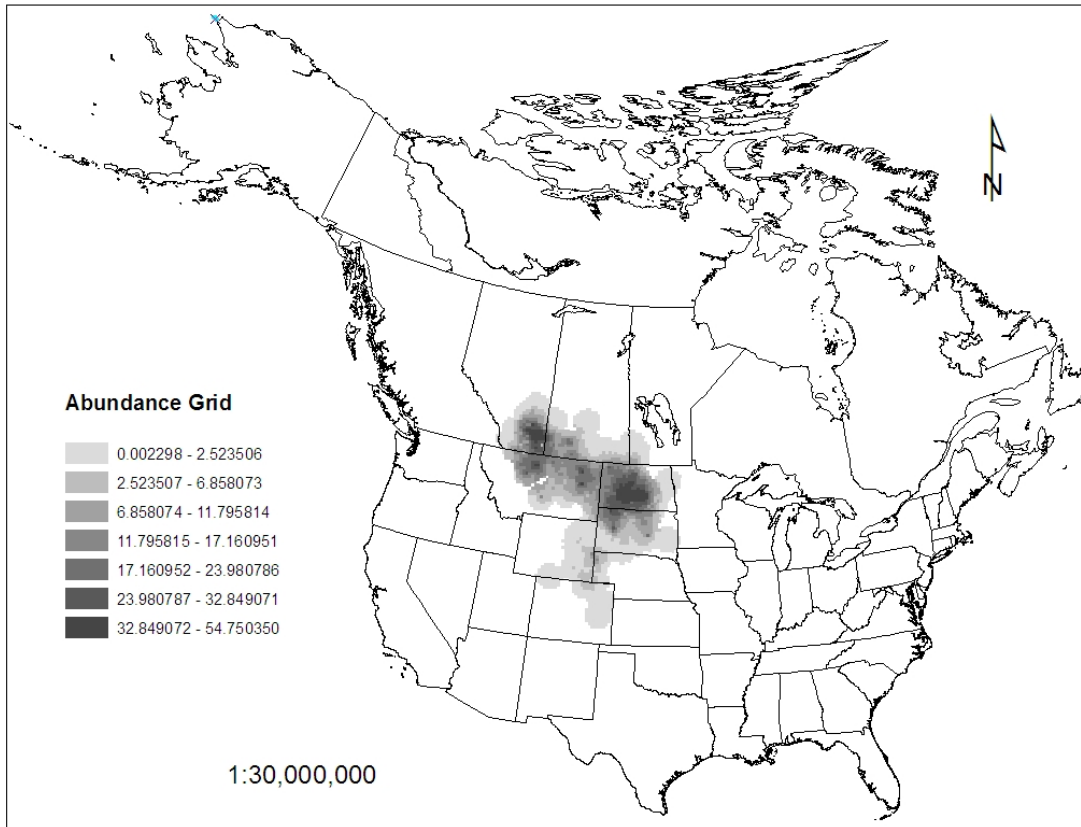 N
Abundance Grid
0.002298 - 2.523506
2.523507 - 6.858073
6.858074 - 11.795814
11.795815 - 17.160951
17.160952 - 23.980786
23.980787 - 32.849071
32.849072 - 54.750350
1:30,000,000